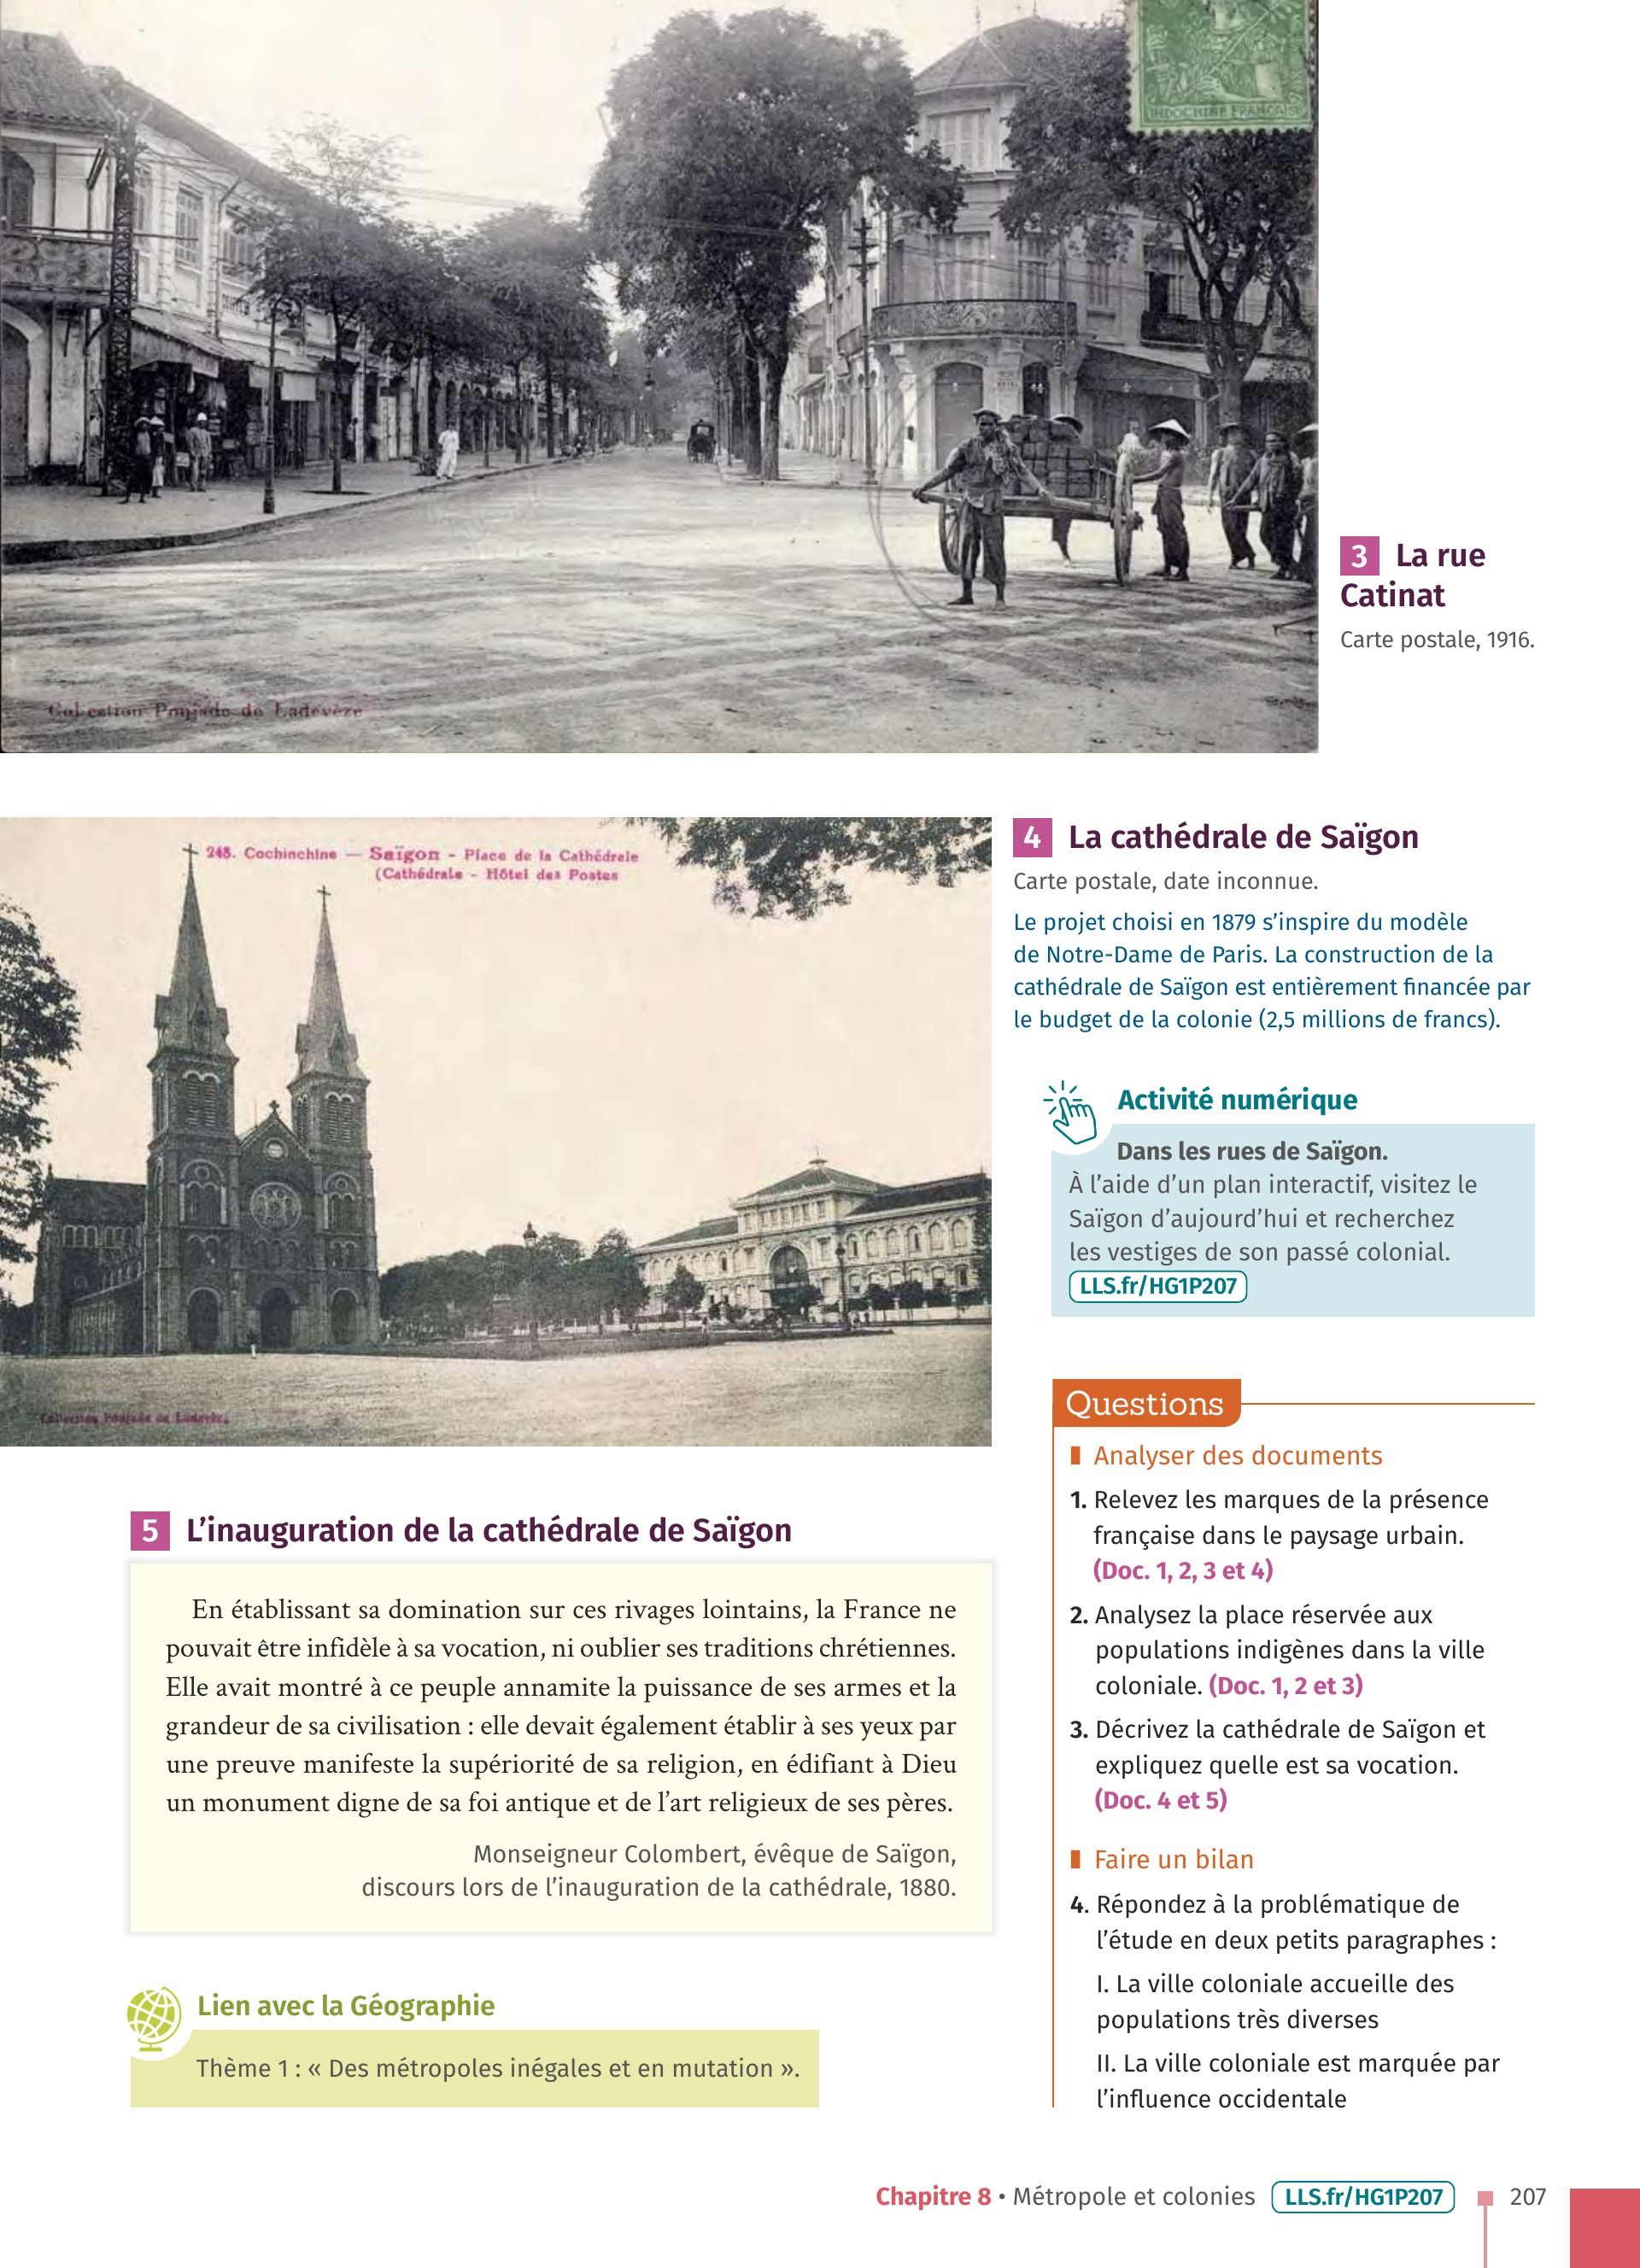 INDOCHINE FRANÇAISE
Collection Poujade de Ladevèze
3 La rue
Catinat
Carte postale, 1916.
248. Cochinchine — Saïgon - Place de la Cathédrale
(Cathédrale - Hôtel des Postes
Collection Poujade de Ladevèze
4 La cathédrale de Saïgon
Carte postale, date inconnue.
Le projet choisi en 1879 s’inspire du modèle
de Notre-Dame de Paris. La construction de la
cathédrale de Saïgon est entièrement financée par
le budget de la colonie (2,5 millions de francs).
Activité numérique
Dans les rues de Saïgon.
À l’aide d’un plan interactif, visitez le
Saïgon d’aujourd’hui et recherchez
les vestiges de son passé colonial.
LLS.fr/HG1P207
5 L’inauguration de la cathédrale de Saïgon
En établissant sa domination sur ces rivages lointains, la France ne
pouvait être infidèle à sa vocation, ni oublier ses traditions chrétiennes.
Elle avait montré à ce peuple annamite la puissance de ses armes et la
grandeur de sa civilisation : elle devait également établir à ses yeux par
une preuve manifeste la supériorité de sa religion, en édifiant à Dieu
un monument digne de sa foi antique et de l’art religieux de ses pères.
Monseigneur Colombert, évêque de Saïgon,
discours lors de l’inauguration de la cathédrale, 1880.
Lien avec la Géographie
Thème 1 : « Des métropoles inégales et en mutation ».
Questions
Analyser des documents
1. Relevez les marques de la présence
française dans le paysage urbain.
(Doc. 1, 2, 3 et 4)
2. Analysez la place réservée aux
populations indigènes dans la ville
coloniale. (Doc. 1, 2 et 3)
3. Décrivez la cathédrale de Saïgon et
expliquez quelle est sa vocation.
(Doc. 4 et 5)
Faire un bilan
4. Répondez à la problématique de
l’étude en deux petits paragraphes :
I. La ville coloniale accueille des
populations très diverses
II. La ville coloniale est marquée par
l’influence occidentale
Chapitre 8 • Métropole et colonies LLS.fr/HG1P207 207